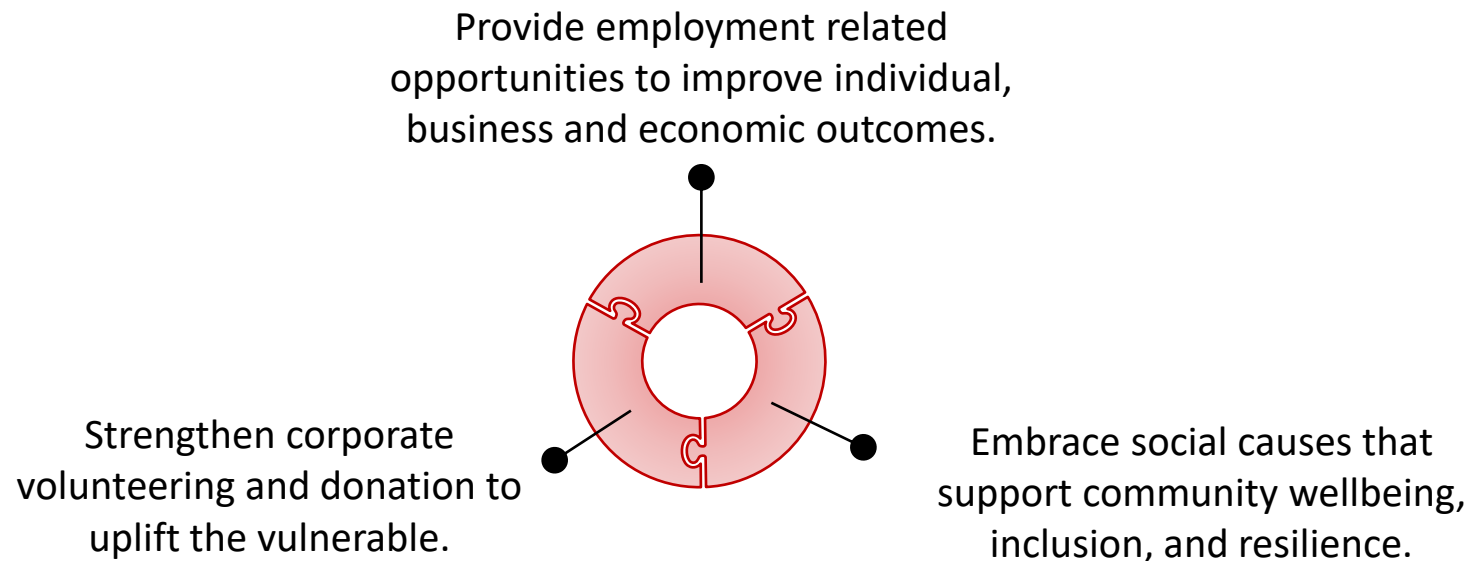 Provide employment related
opportunities to improve individual,
business and economic outcomes.
Strengthen corporate
volunteering and donation to
uplift the vulnerable.
Embrace social causes that
support community wellbeing,
inclusion, and resilience.